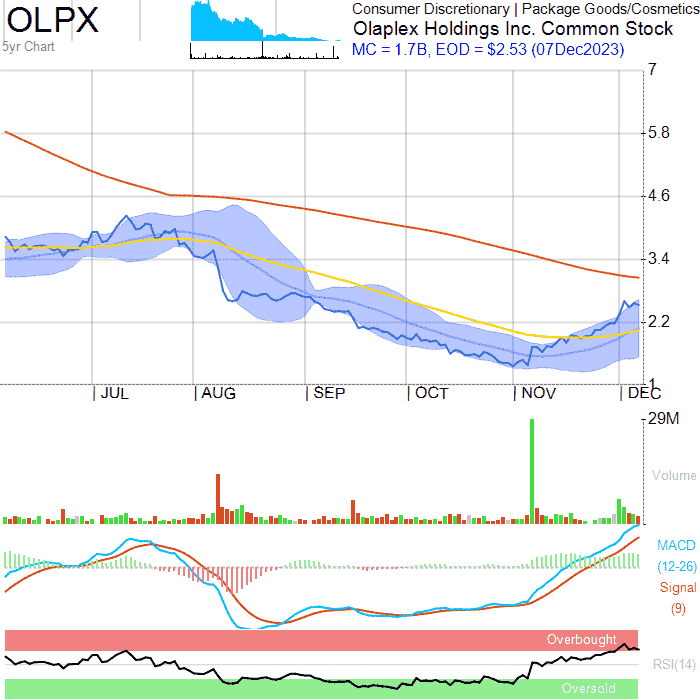 OLPX
5yr Chart
Consumer Discretionary | Package Goods/Cosmetics
Olaplex Holdings Inc. Common Stock
MC = 1.7B, EOD = $2.53 (07Dec2023)
7
5.8
4.6
3.4
2.2
1
JUL AUG SEP OCT NOV DEC
29M
Volume
MACD
(12-26)
Signal
(9)
Overbought
RSI(14)
Oversold